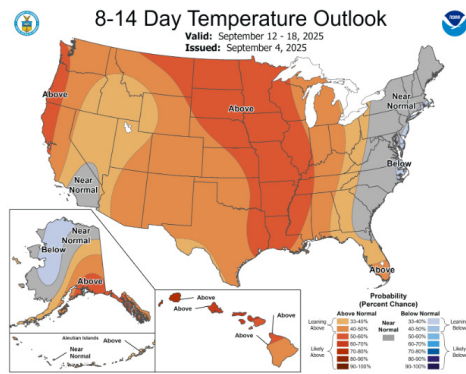 8-14 Day Temperature Outlook
Valid: September 12 - 18, 2025
Issued: September 4, 2025
Above
Above
Near
Normal
Near
Normal
Below
Above
Near
Normal
Below
Above
Aleutian Islands
Near
Normal
Above
Above
Above
Above
Above
Probability
(Percent Chance)
Above Normal
Below Normal
Leaning
Above
33-40%
40-50%
50-60%
60-70%
70-80%
80-90%
90-100%
Likely
Above
Near
Normal
33-40%
40-50%
50-60%
60-70%
70-80%
80-90%
90-100%
Leaning
Below
Likely
Below